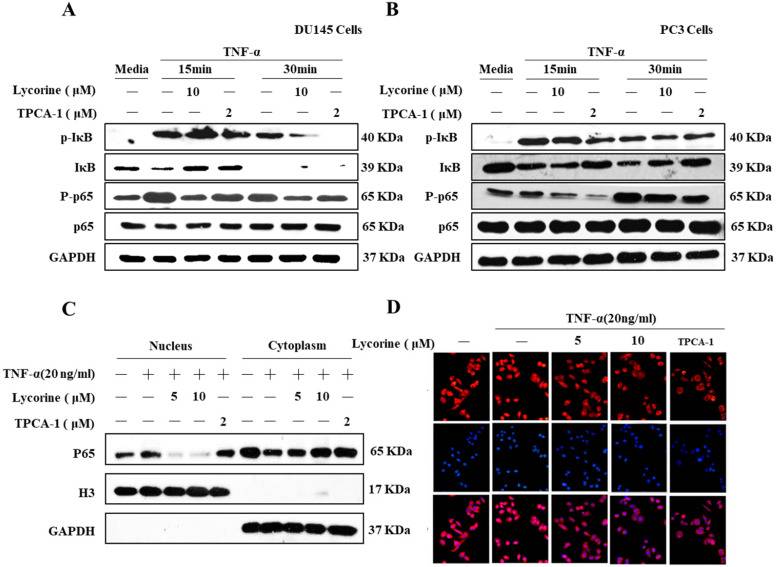 A
DU145 Cells
TNF-α
Media 15min 30min
Lycorine ( μM) — — 10 — — 10 —
TPCA-1 ( μM) — — — 2 — — 2
p-IκB 40 KDa
IκB 39 KDa
P-p65 65 KDa
p65 65 KDa
GAPDH 37 KDa
B
PC3 Cells
TNF-α
Media 15min 30min
Lycorine ( μM) — — 10 — — 10 —
TPCA-1 ( μM) — — — 2 — — 2
p-IκB 40 KDa
IκB 39 KDa
P-p65 65 KDa
p65 65 KDa
GAPDH 37 KDa
C
Nucleus Cytoplasm
TNF-α(20 ng/ml) — + + + + — + + + +
Lycorine ( μM) — — 5 10 — — — 5 10 —
TPCA-1 ( μM) — — — — 2 — — — — 2
P65 65 KDa
H3 17 KDa
GAPDH 37 KDa
D
TNF-α(20ng/ml)
Lycorine ( μM) — — 5 10 TPCA-1